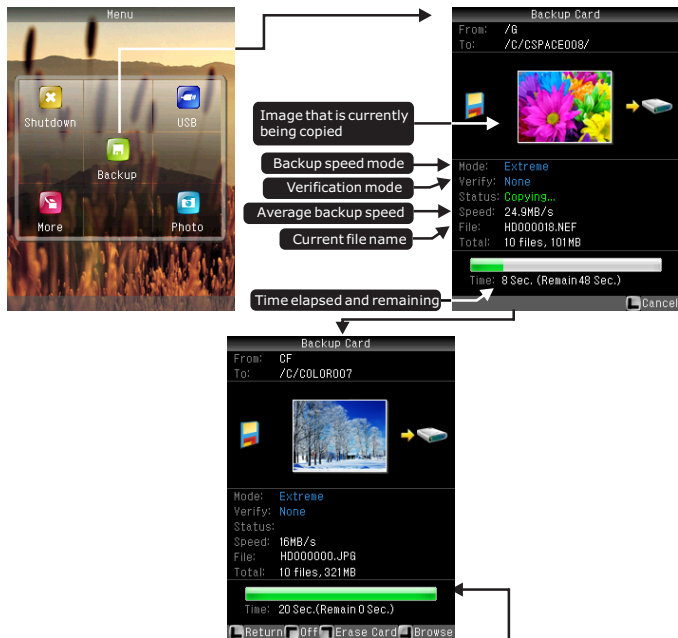 Menu
Shutdown
USB
Backup
More
Photo
Backup Card
From: /G
To: /C/CSPACE008/
Image that is currently
being copied
Backup speed mode
Verification mode
Average backup speed
Current file name
Time elapsed and remaining
Mode: Extreme
Verify: None
Status: Copying...
Speed: 24.9MB/s
File: HD000018.NEF
Total: 10 files, 101MB
Time: 8 Sec. (Remain 48 Sec.)
Cancel
Backup Card
From: CF
To: /C/COLOR007
Mode: Extreme
Verify: None
Status:
Speed: 16MB/s
File: HD000000.JPG
Total: 10 files, 321MB
Time: 20 Sec.(Remain 0 Sec.)
Return Off Erase Card Browse